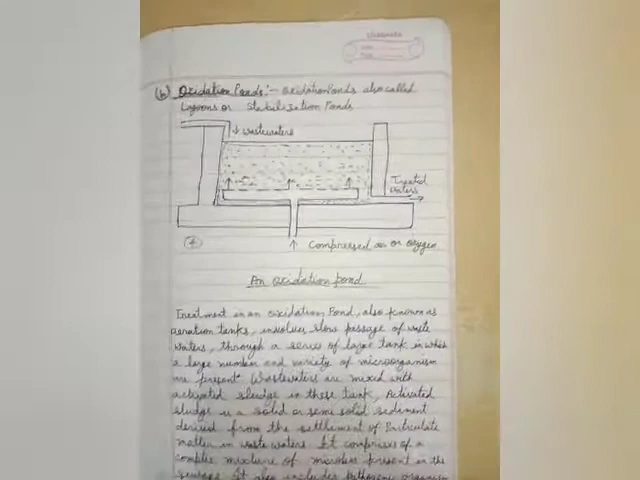 classmate
(b) Oxidation Ponds:- Oxidation Ponds also called
Lagoons or Stabilization Ponds
↓ wastewaters
Treated
waters
→
↑ Compressed air or oxygen
An oxidation pond
Treatment in an oxidation Pond, also known as
aeration tanks, involves slow passage of waste
waters, through a series of large tank in which
a large number and variety of microorganism
are present. Wastewaters are mixed with
activated sludge in these tank, Activated
sludge is a solid or semi solid sediment
derived from the settlement of Particulate
matter in waste waters. It comprises of a
complex mixture of microbes present in the
sewage. It also includes Pathogenic organism